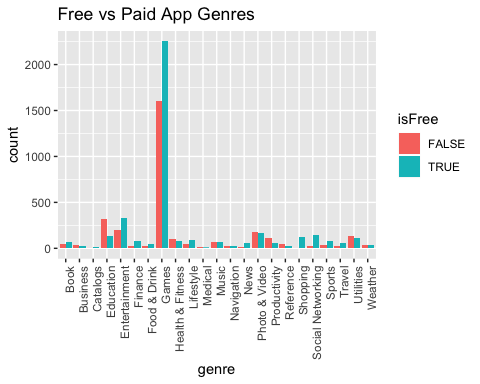 Free vs Paid App Genres
2000
1500
1000
500
0
count
Book
Business
Catalogs
Education
Entertainment
Finance
Food & Drink
Games
Health & Fitness
Lifestyle
Medical
Music
Navigation
News
Photo & Video
Productivity
Reference
Shopping
Social Networking
Sports
Travel
Utilities
Weather
genre
isFree
FALSE
TRUE